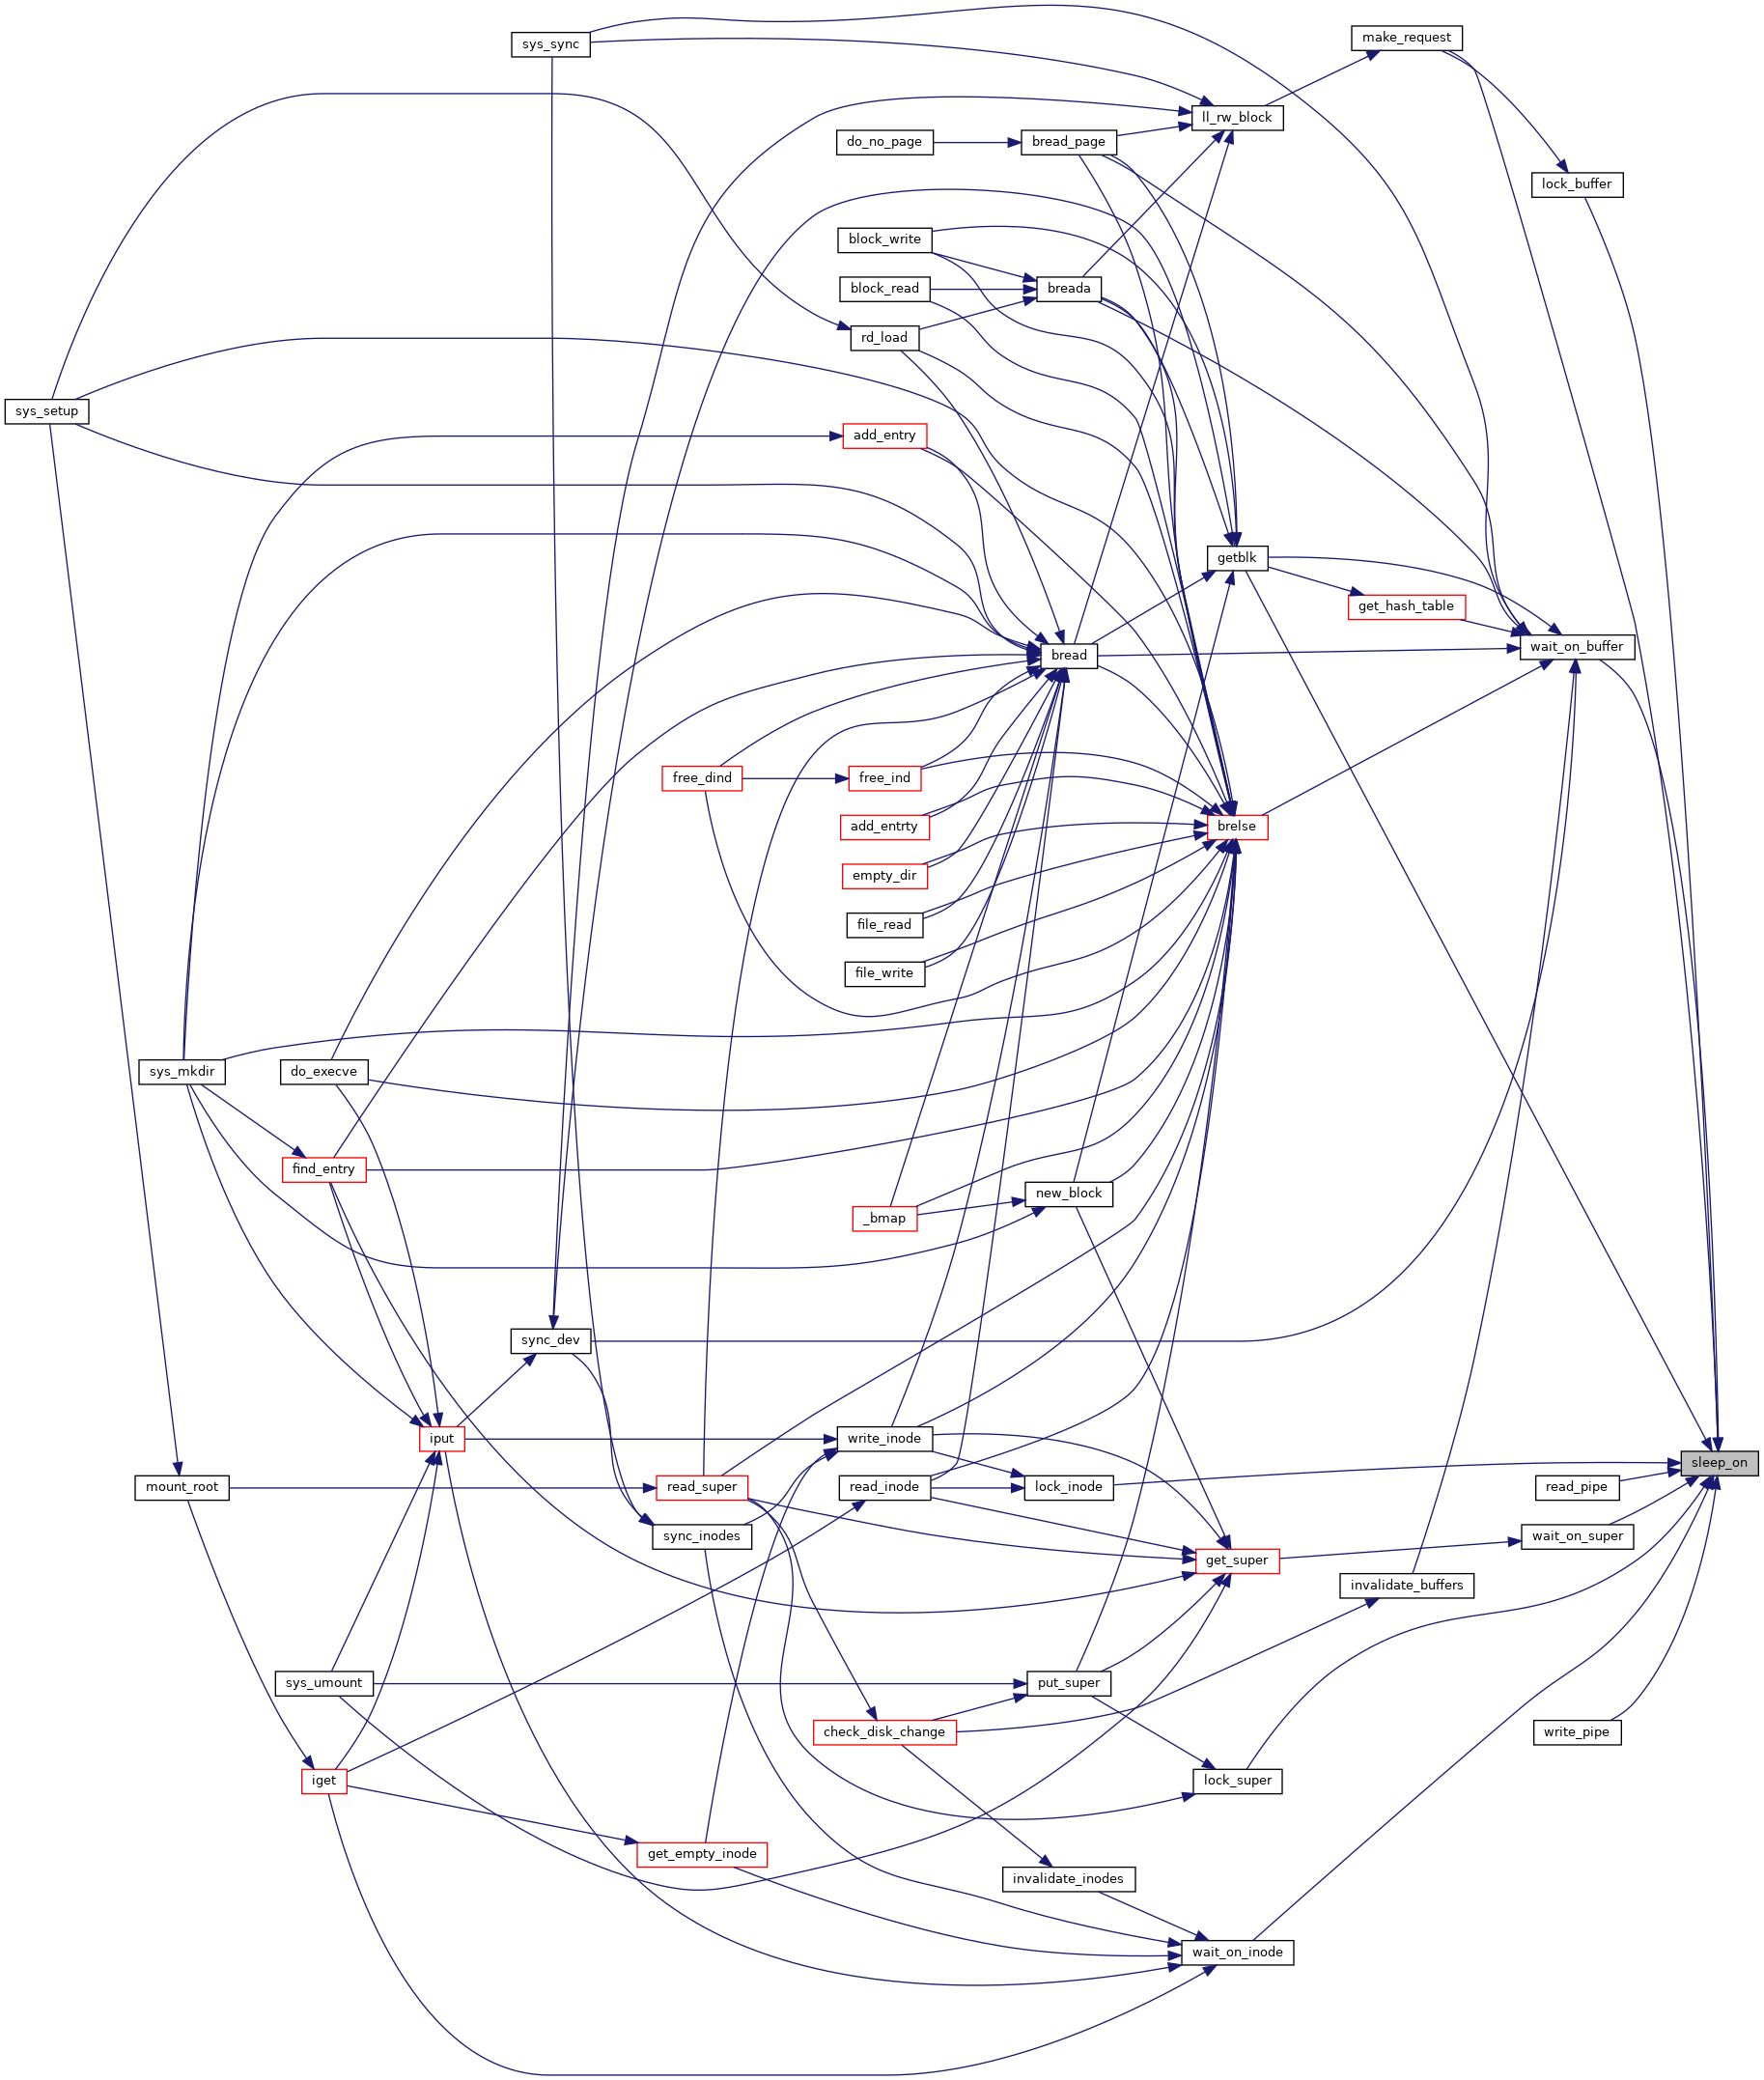 sys_sync
make_request
ll_rw_block
do_no_page
bread_page
lock_buffer
block_write
block_read
breada
rd_load
sys_setup
add_entry
getblk
get_hash_table
wait_on_buffer
bread
free_dind
free_ind
add_entrty
brelse
empty_dir
file_read
file_write
sys_mkdir
do_execve
find_entry
new_block
_bmap
sync_dev
iput
write_inode
sleep_on
mount_root
read_super
read_inode
lock_inode
read_pipe
sync_inodes
wait_on_super
get_super
invalidate_buffers
sys_umount
put_super
check_disk_change
write_pipe
iget
lock_super
get_empty_inode
invalidate_inodes
wait_on_inode